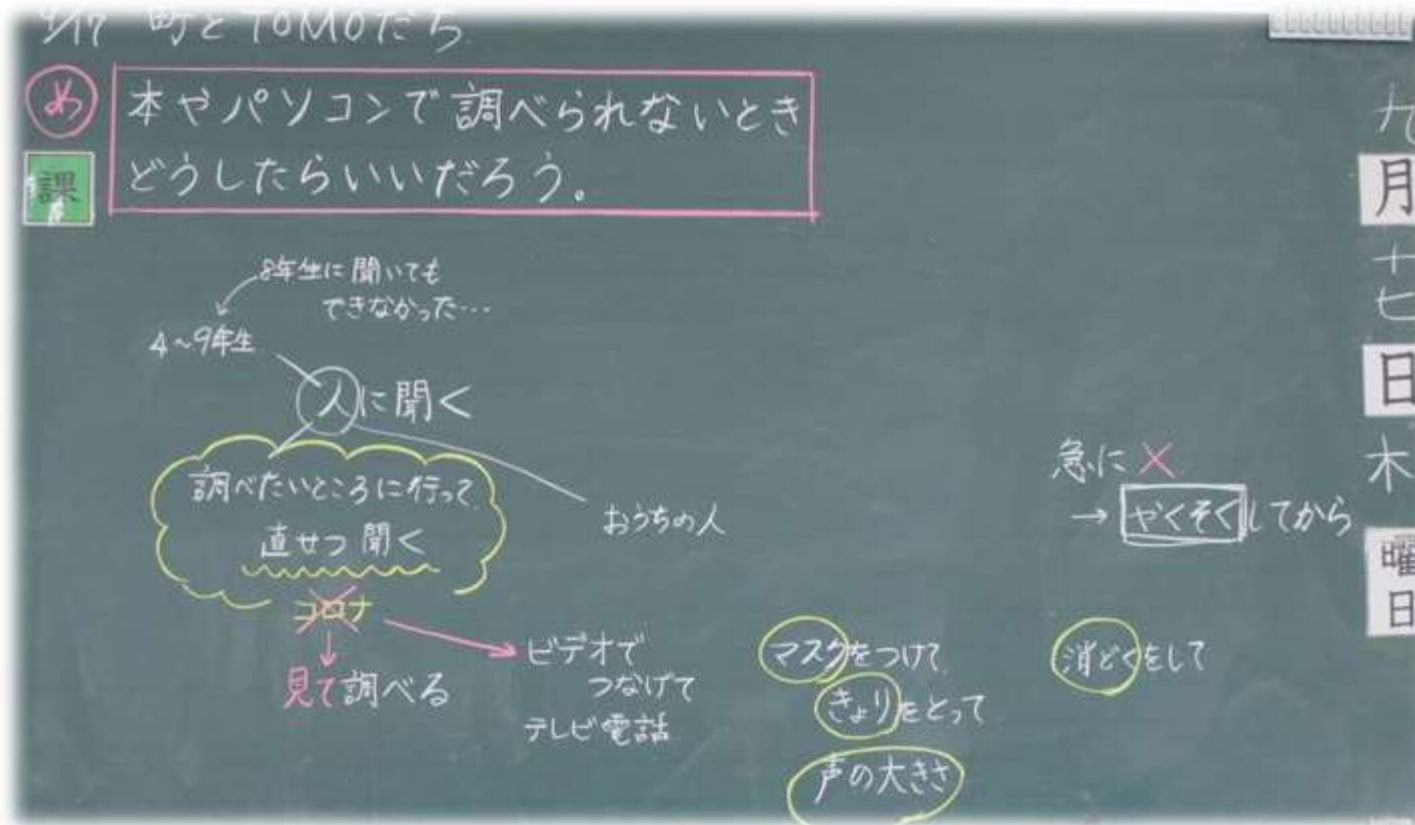 9/17 町とTOMOだち
め 本やパソコンで調べられないとき
課 どうしたらいいだろう。
8年生に聞いても
できなかった…
4~9年生
人に聞く
調べたいところに行って
直せつ聞く
おうちの人
コロナ
見て調べる
ビデオで
つなげて
テレビ電話
マスクをつけて
きょりをとって
声の大きさ
急に ×
→ やくそくしてから
消どくをして
九
月
十
七
日
木
曜
日